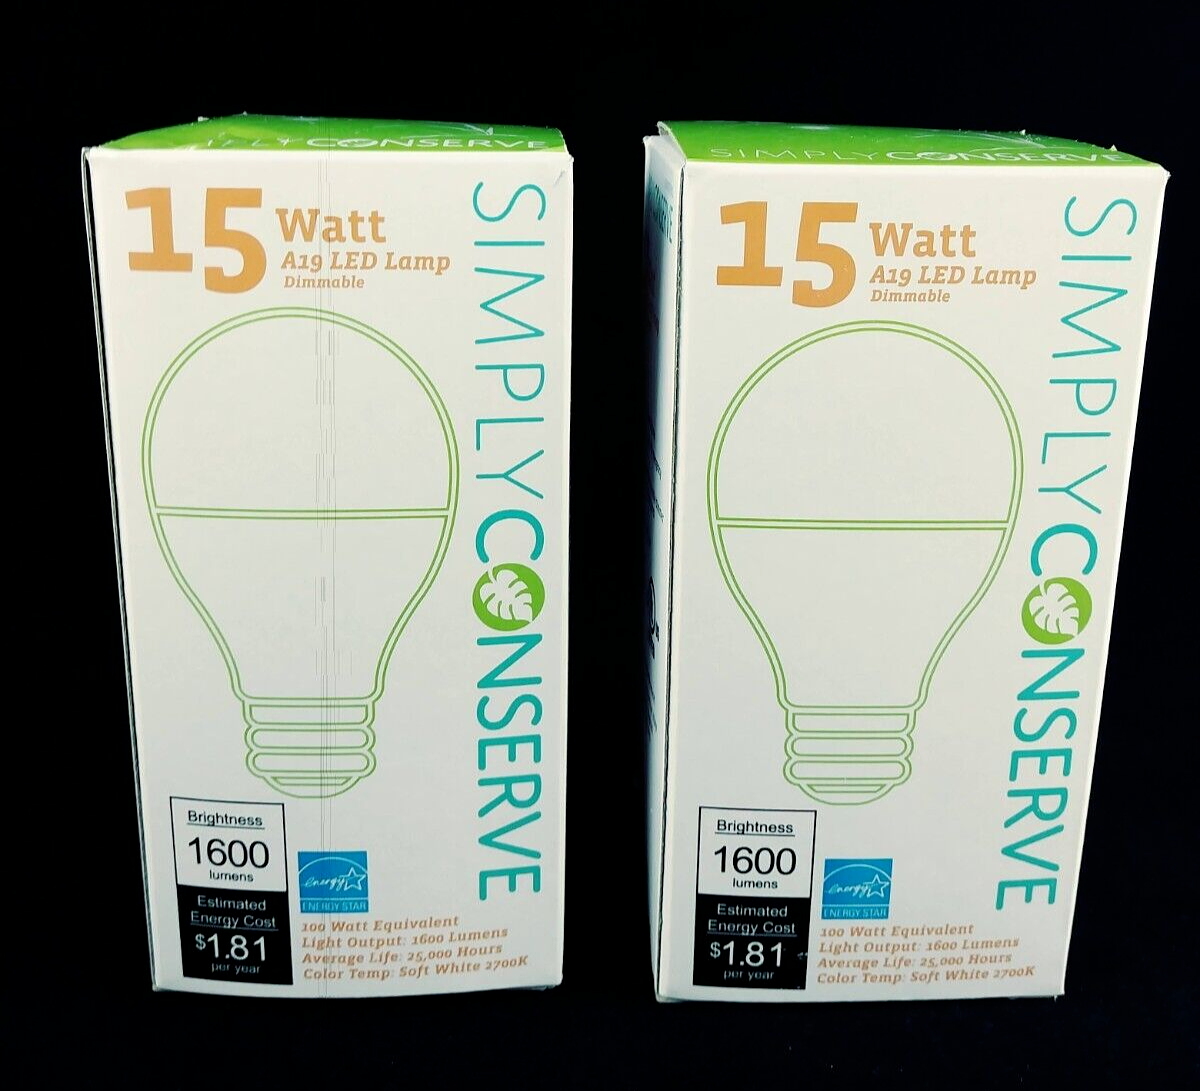 CONSERVE
15 Watt
A19 LED Lamp
Dimmable
SIMPLYCONSERVE
Brightness
1600
lumens
Estimated
Energy Cost
$1.81
per year
energy
ENERGY STAR
100 Watt Equivalent
Light Output: 1600 Lumens
Average Life: 25,000 Hours
Color Temp: Soft White 2700K
SIMPLYCONSERVE
15 Watt
A19 LED Lamp
Dimmable
SIMPLYCONSERVE
Brightness
1600
lumens
Estimated
Energy Cost
$1.81
per year
energy
ENERGY STAR
100 Watt Equivalent
Light Output: 1600 Lumens
Average Life: 25,000 Hours
Color Temp: Soft White 2700K